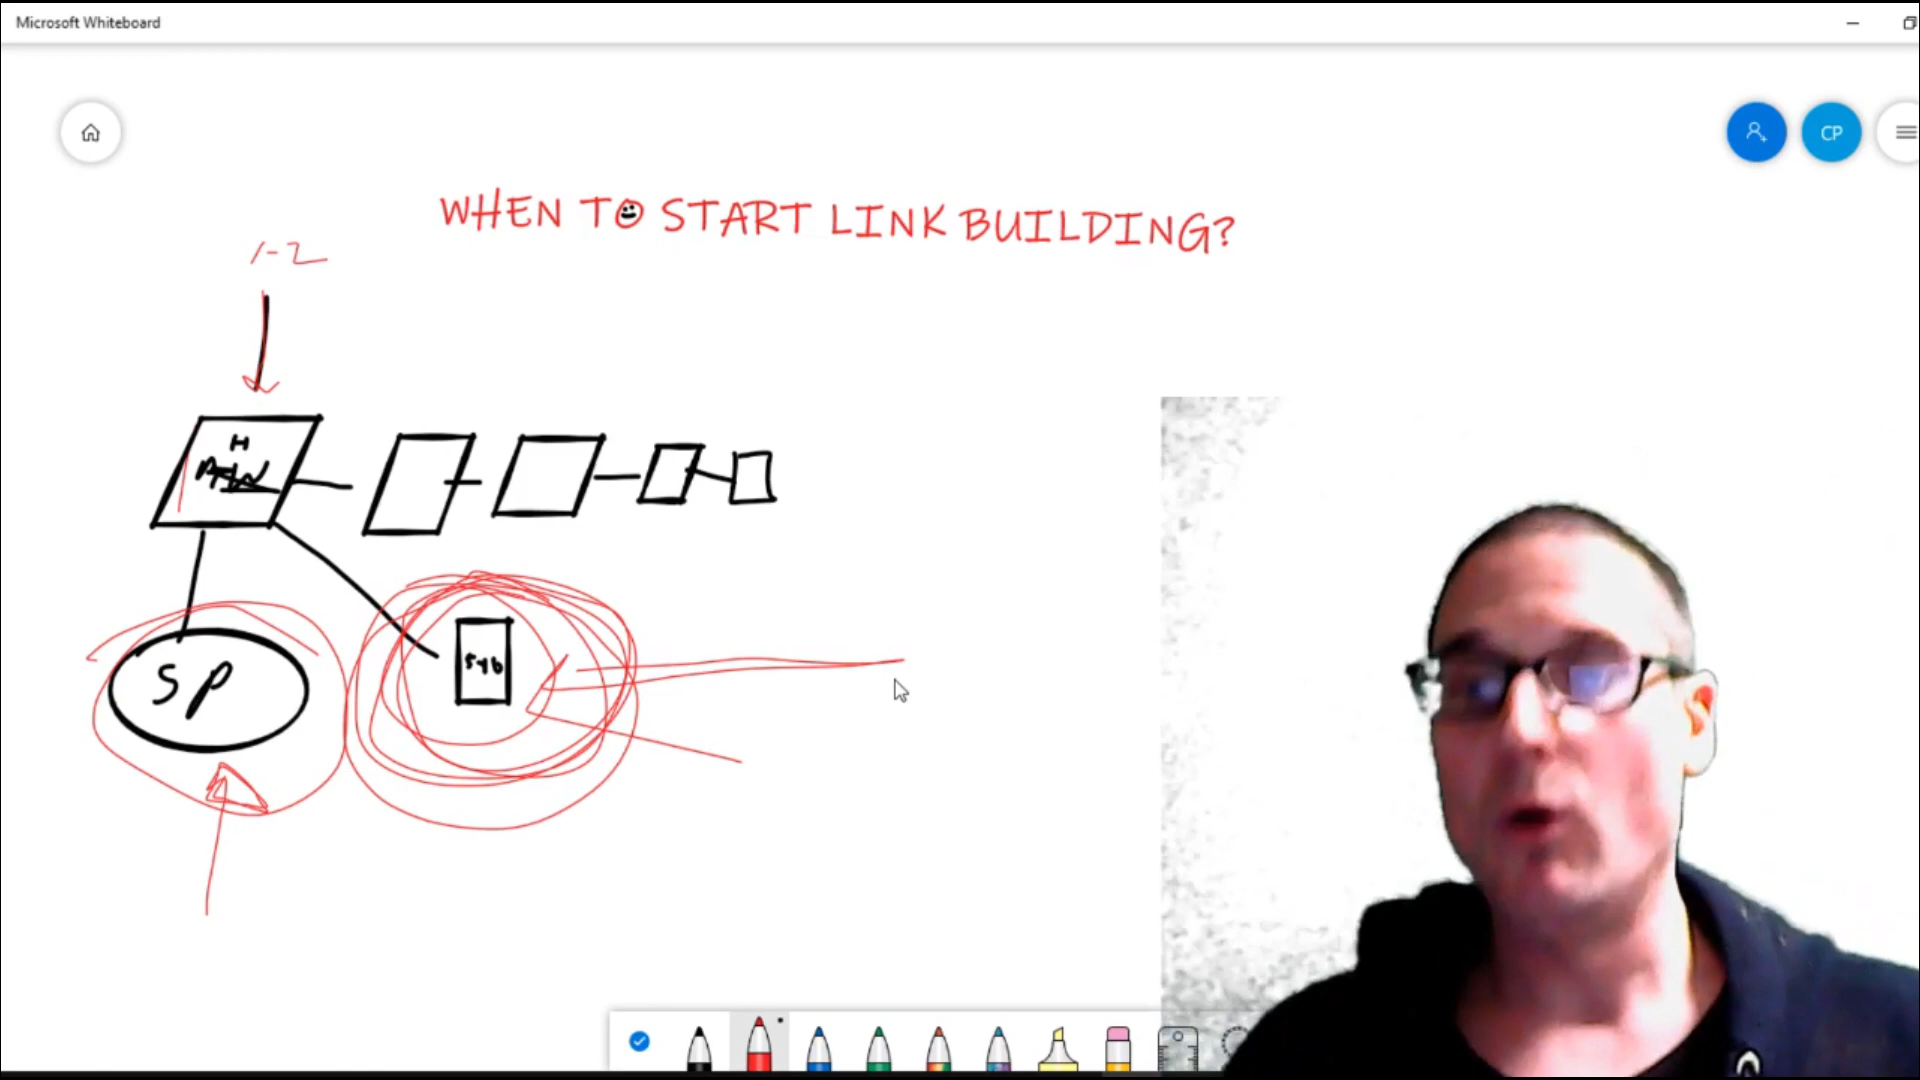 Microsoft Whiteboard
CP
WHEN TO START LINK BUILDING?
1-2
H
SP